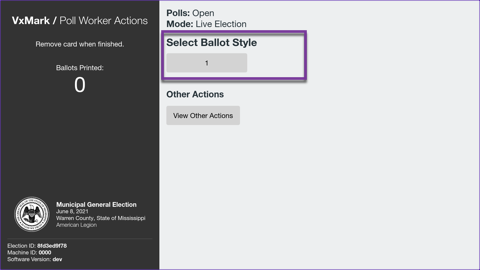 VxMark / Poll Worker Actions
Remove card when finished.
Ballots Printed:
0
Municipal General Election
June 8, 2021
Warren County, State of Mississippi
American Legion
Election ID: 8fd3ed9f78
Machine ID: 0000
Software Version: dev
Polls: Open
Mode: Live Election
Select Ballot Style
1
Other Actions
View Other Actions